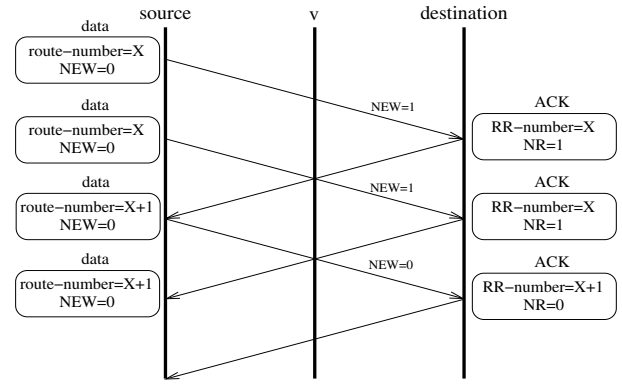 source v destination
data
route−number=X
NEW=0
NEW=1
ACK
RR−number=X
NR=1
data
route−number=X
NEW=0
NEW=1
ACK
RR−number=X
NR=1
data
route−number=X+1
NEW=0
NEW=0
ACK
RR−number=X+1
NR=0
data
route−number=X+1
NEW=0